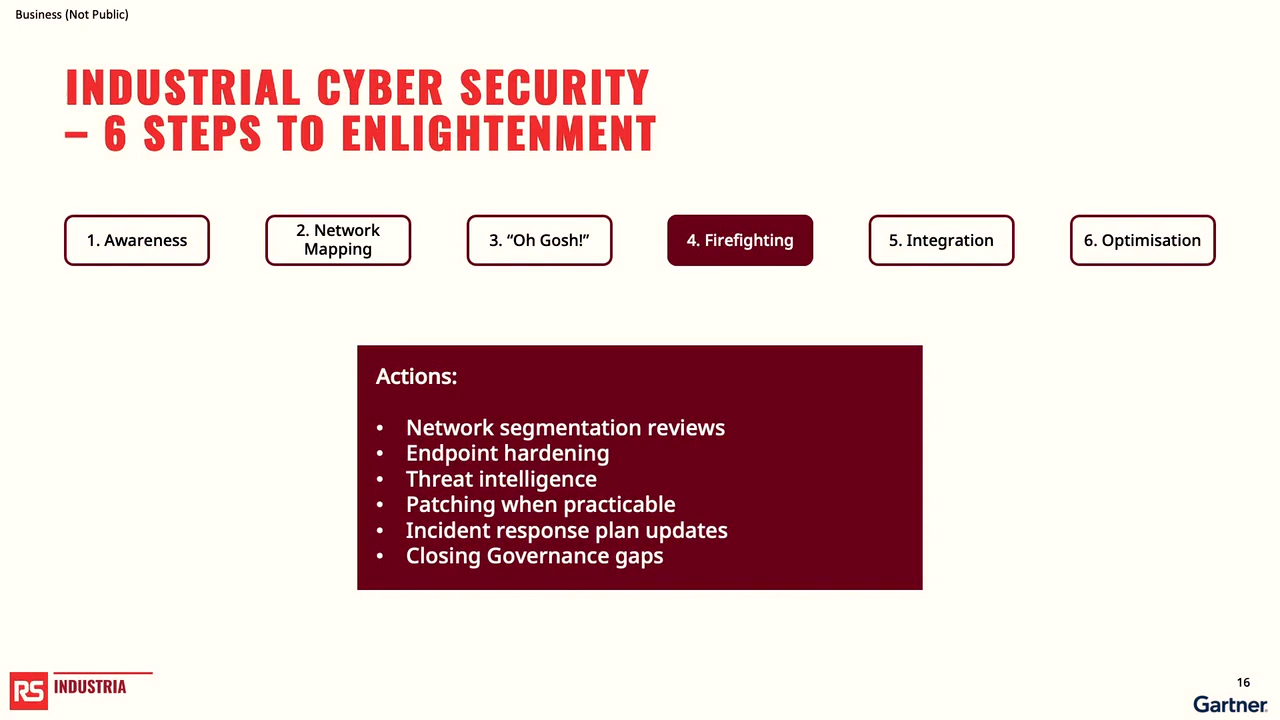 Business (Not Public)
INDUSTRIAL CYBER SECURITY
– 6 STEPS TO ENLIGHTENMENT
1. Awareness
2. Network
Mapping
3. “Oh Gosh!”
4. Firefighting
5. Integration
6. Optimisation
Actions:
• Network segmentation reviews
• Endpoint hardening
• Threat intelligence
• Patching when practicable
• Incident response plan updates
• Closing Governance gaps
RS
INDUSTRIA
16
Gartner